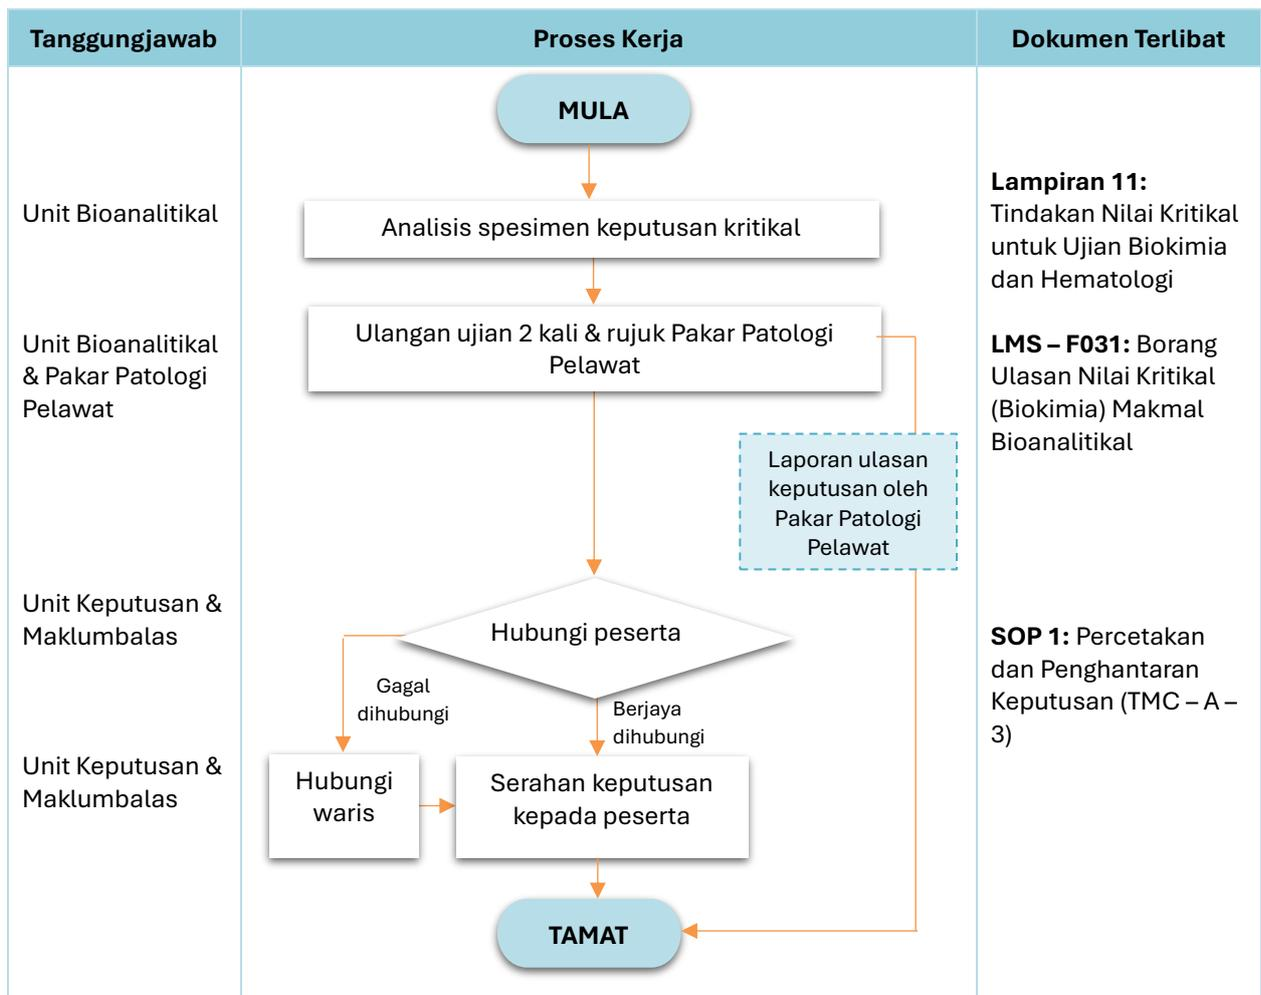 Tanggungjawab
Proses Kerja
Dokumen Terlibat
MULA
Unit Bioanalitikal
Analisis spesimen keputusan kritikal
Lampiran 11:
Tindakan Nilai Kritikal
untuk Ujian Biokimia
dan Hematologi
Unit Bioanalitikal
& Pakar Patologi
Pelawat
Ulangan ujian 2 kali & rujuk Pakar Patologi
Pelawat
LMS – F031: Borang
Ulasan Nilai Kritikal
(Biokimia) Makmal
Bioanalitikal
Laporan ulasan
keputusan oleh
Pakar Patologi
Pelawat
Unit Keputusan &
Maklumbalas
Hubungi peserta
SOP 1: Percetakan
dan Penghantaran
Keputusan (TMC – A –
3)
Gagal
dihubungi
Berjaya
dihubungi
Unit Keputusan &
Maklumbalas
Hubungi
waris
Serahan keputusan
kepada peserta
TAMAT